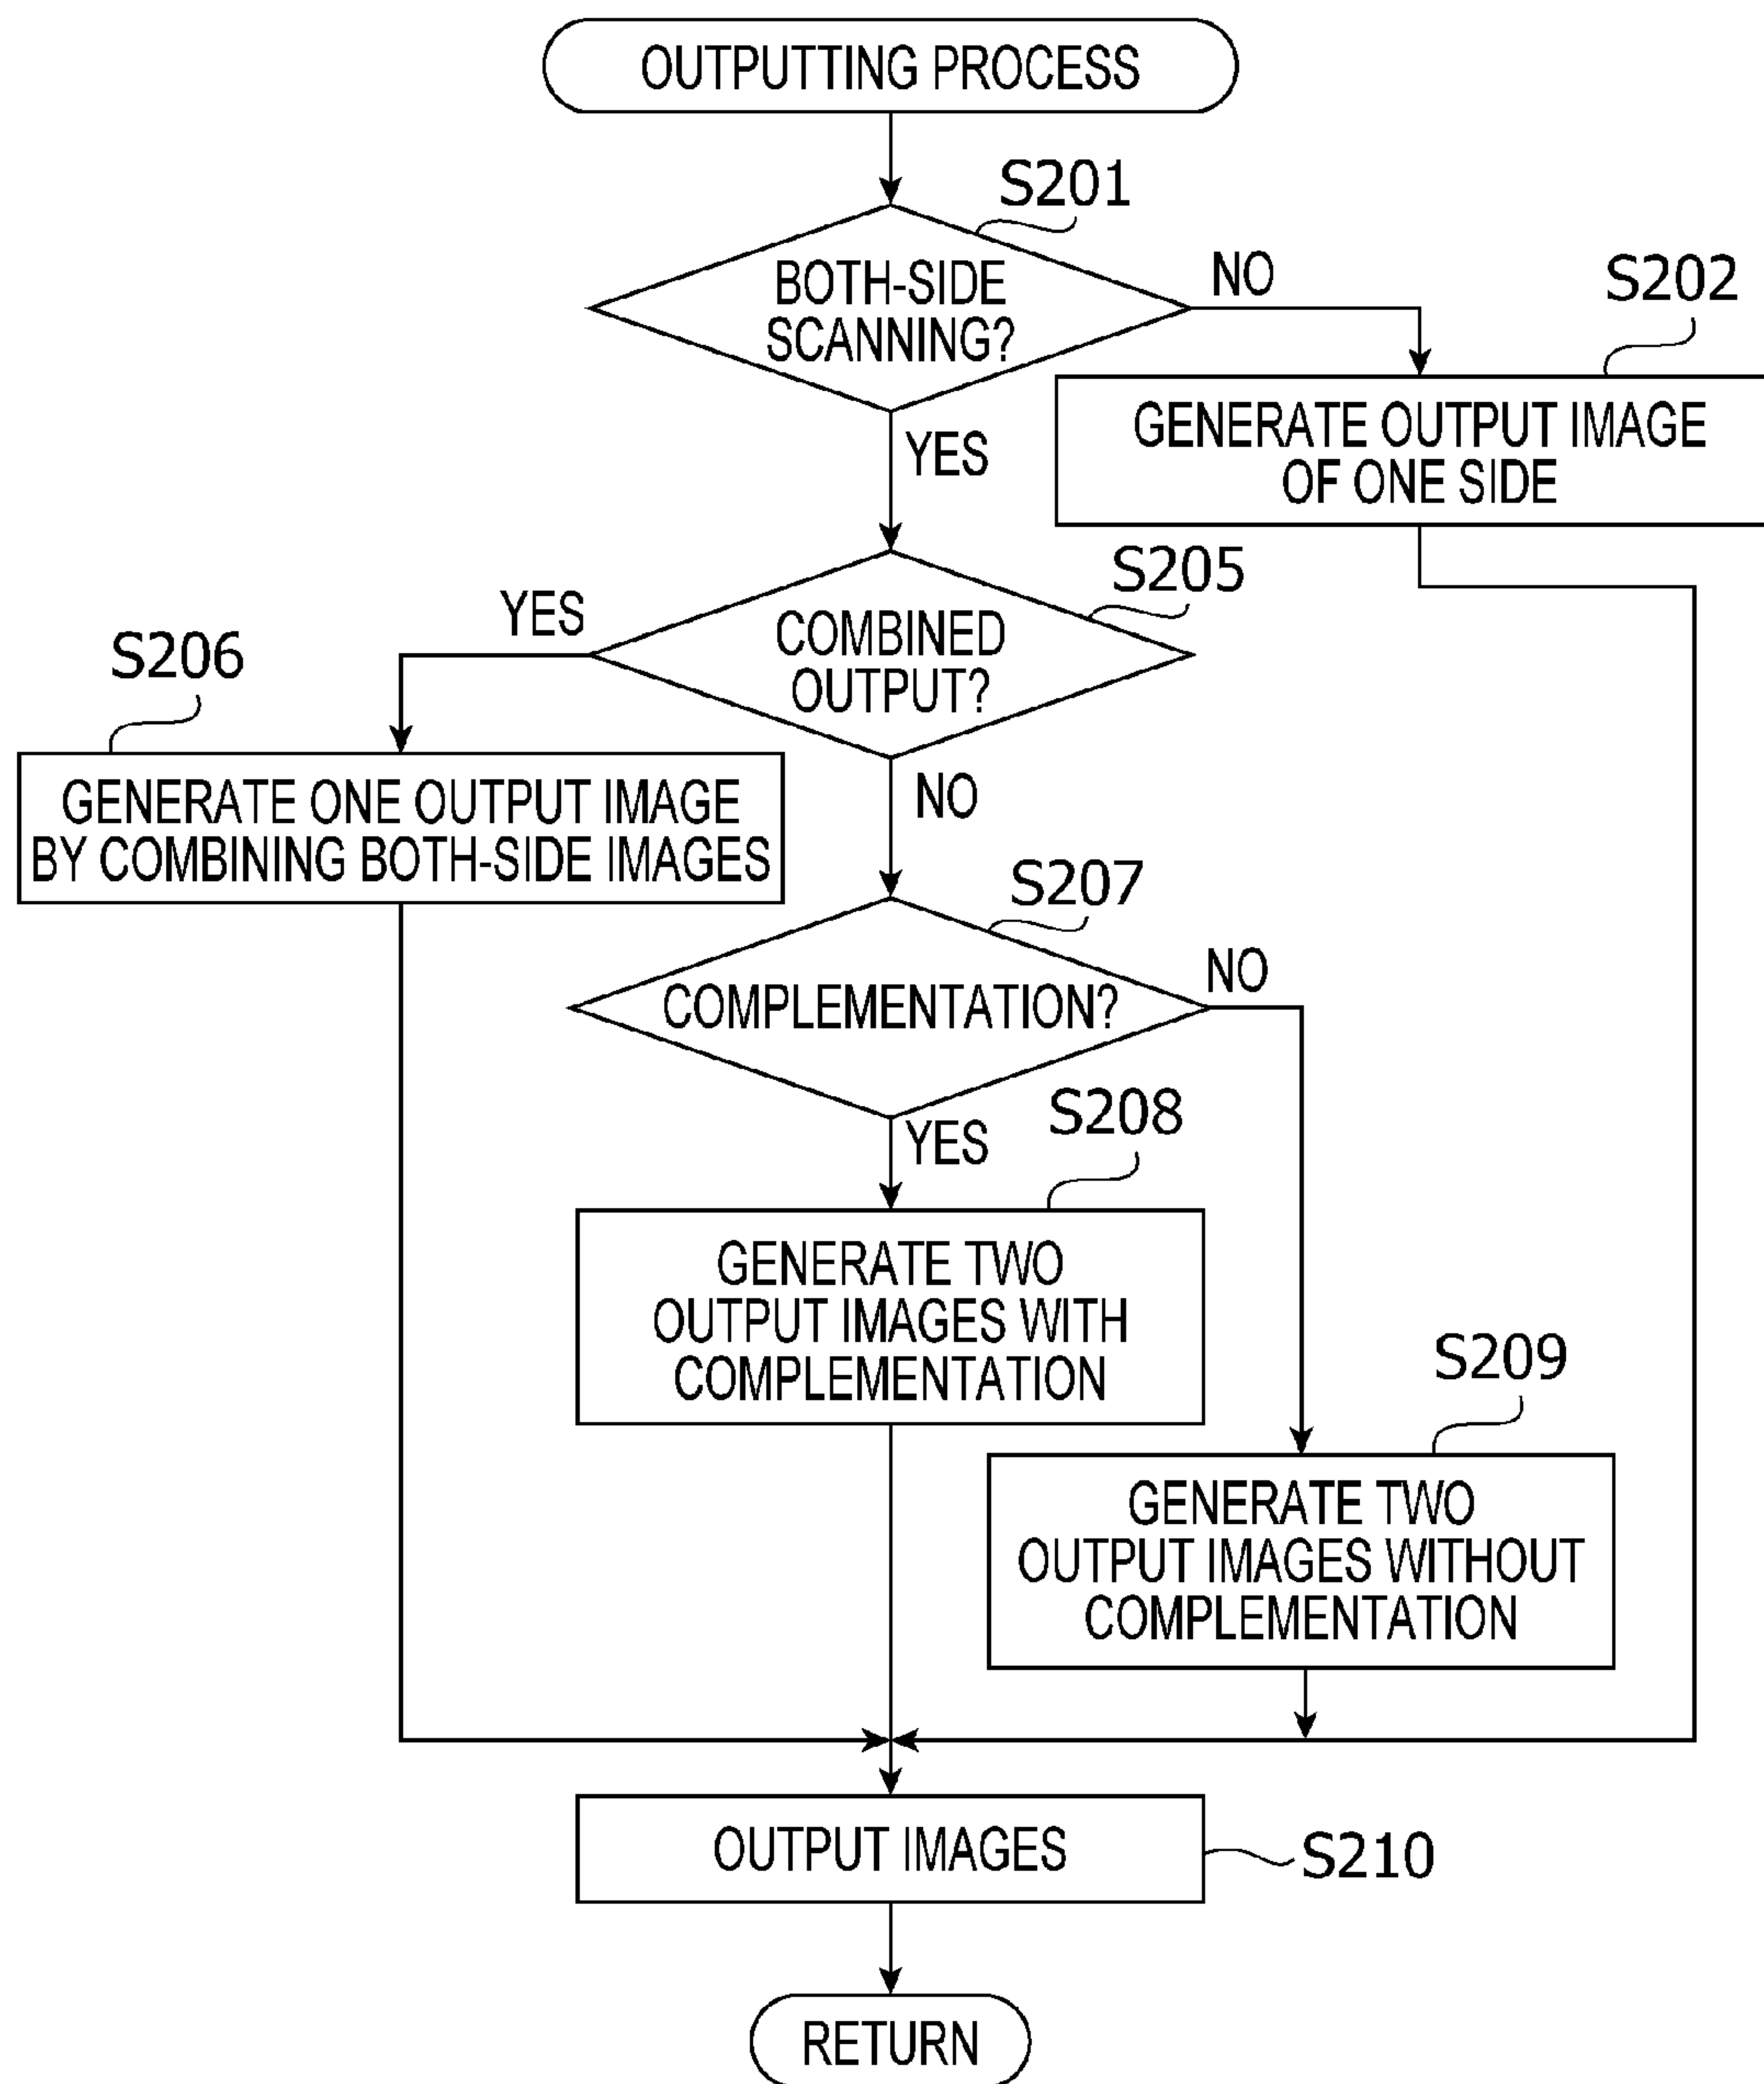 OUTPUTTING PROCESS
S201
BOTH-SIDE
SCANNING?
NO
S202
GENERATE OUTPUT IMAGE
OF ONE SIDE
YES
S205
COMBINED
OUTPUT?
YES
S206
GENERATE ONE OUTPUT IMAGE
BY COMBINING BOTH-SIDE IMAGES
NO
S207
COMPLEMENTATION?
NO
YES
S208
GENERATE TWO
OUTPUT IMAGES WITH
COMPLEMENTATION
S209
GENERATE TWO
OUTPUT IMAGES WITHOUT
COMPLEMENTATION
OUTPUT IMAGES
S210
RETURN